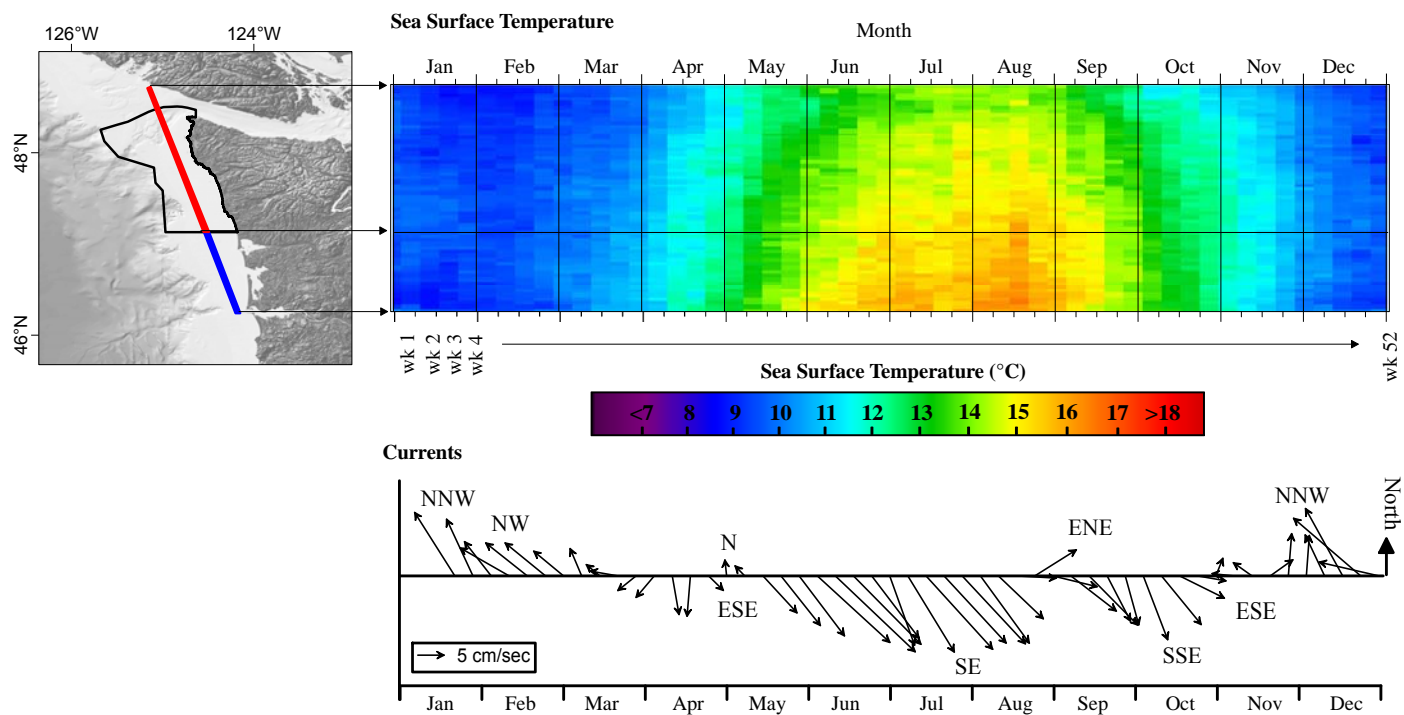 Sea Surface Temperature
Month
126°W 124°W
Jan Feb Mar Apr May Jun Jul Aug Sep Oct Nov Dec
48°N
46°N
wk 1 wk 2 wk 3 wk 4 wk 52
Sea Surface Temperature (°C)
<7 8 9 10 11 12 13 14 15 16 17 >18
Currents
NNW NW N ESE SE ENE SSE ESE NNW North
5 cm/sec
Jan Feb Mar Apr May Jun Jul Aug Sep Oct Nov Dec